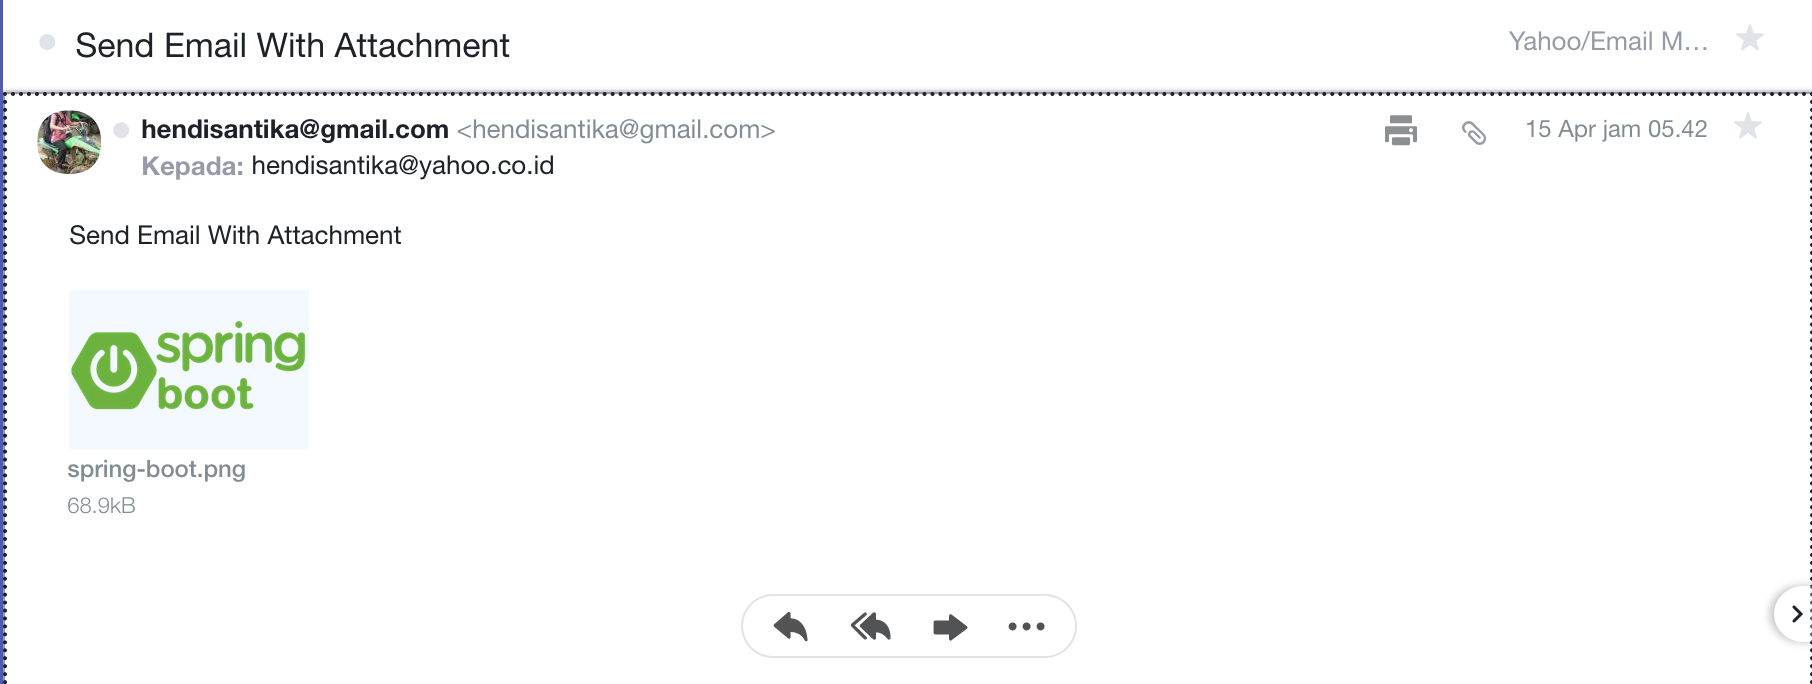 Send Email With Attachment
Yahoo/Email M...
hendisantika@gmail.com <hendisantika@gmail.com>
15 Apr jam 05.42
Kepada: hendisantika@yahoo.co.id
Send Email With Attachment
spring
boot
spring-boot.png
68.9kB